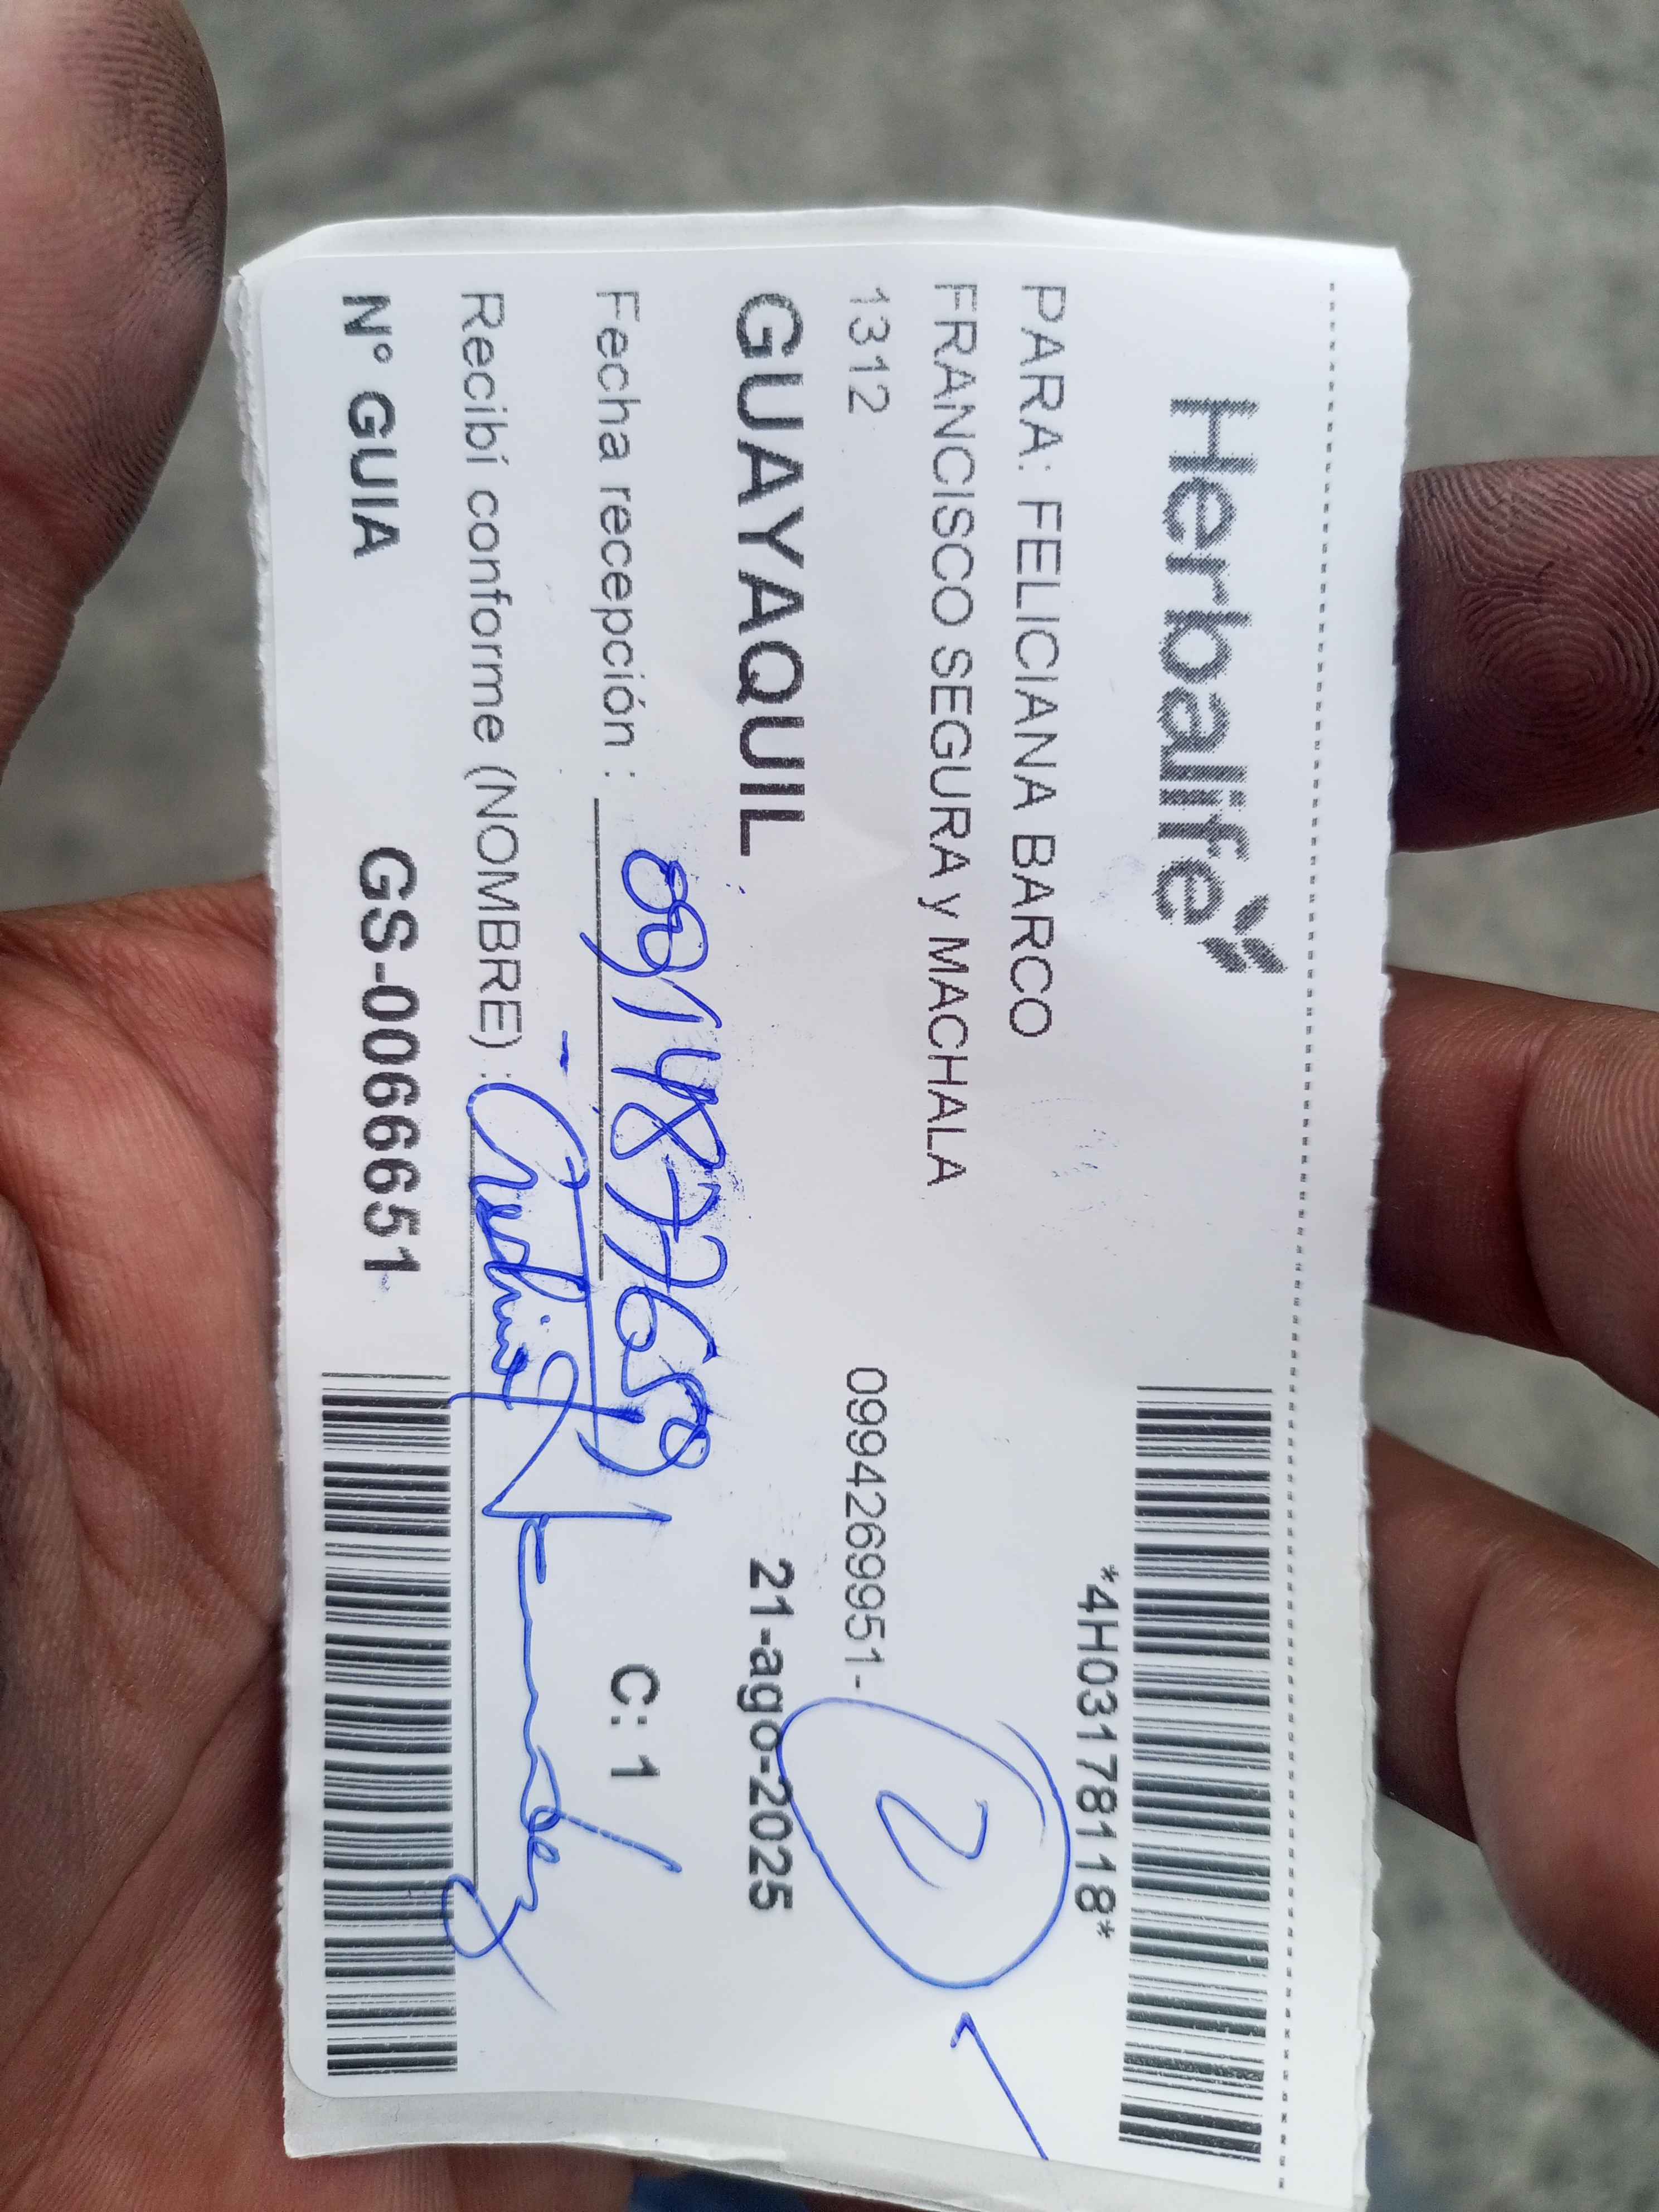 Herbalife
*4H03178118*
PARA: FELICIANA BARCO
FRANCISCO SEGURA y MACHALA
1312 0994269951-
2
GUAYAQUIL 21-ago-2025
Fecha recepción : C: 1
Recibí conforme (NOMBRE) :
N° GUIA GS-0066651